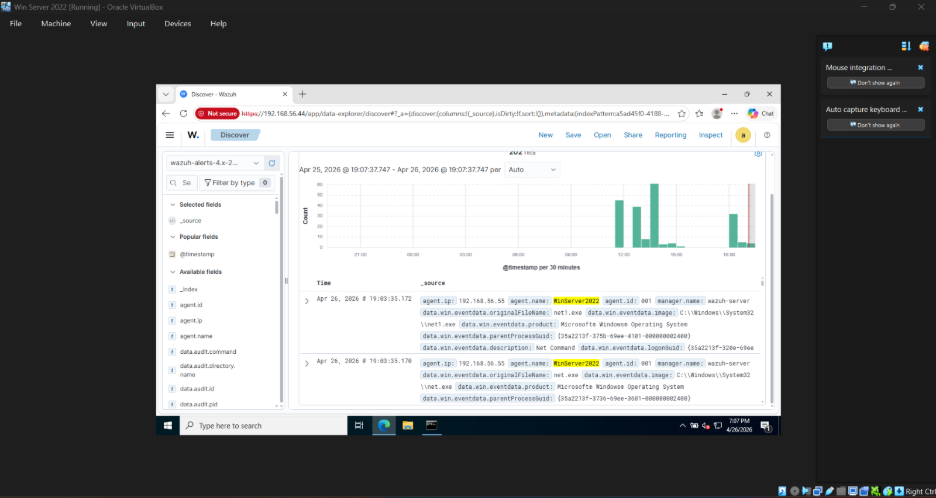 Win Server 2022 [Running] - Oracle VirtualBox
File Machine View Input Devices Help
Mouse integration ...
Don't show again
Auto capture keyboard ...
Don't show again
Discover - Wazuh
Not secure https://192.168.56.44/app/data-explorer/discover#?_a=(discover:(columns:!(_source),isDirty:!f,sort:!()),metadata:(indexPattern:a5ad45f0-4188-...
Chat
W. Discover New Save Open Share Reporting Inspect a
wazuh-alerts-4.x-2...
202 hits
Apr 25, 2026 @ 19:07:37.747 - Apr 26, 2026 @ 19:07:37.747 per Auto
Se Filter by type 0
Selected fields
_source
Popular fields
@timestamp
Available fields
_index
agent.id
agent.ip
agent.name
data.audit.command
data.audit.directory.
name
data.audit.id
data.audit.pid
Count
60
50
40
30
20
10
0
21:00 12:00 15:00 18:00
@timestamp per 30 minutes
Time _source
Apr 26, 2026 @ 19:03:35.172 agent.ip: 192.168.56.55 agent.name: WinServer2022 agent.id: 001 manager.name: wazuh-server
data.win.eventdata.originalFileName: net1.exe data.win.eventdata.image: C:\\Windows\\System32
\\net1.exe data.win.eventdata.product: Microsoft® Windows® Operating System
data.win.eventdata.parentProcessGuid: {35a2213f-375b-69ee-4101-000000002400}
data.win.eventdata.description: Net Command data.win.eventdata.logonGuid: {35a2213f-320e-69ee
Apr 26, 2026 @ 19:03:35.170 agent.ip: 192.168.56.55 agent.name: WinServer2022 agent.id: 001 manager.name: wazuh-server
data.win.eventdata.originalFileName: net.exe data.win.eventdata.image: C:\\Windows\\System32
\\net.exe data.win.eventdata.product: Microsoft® Windows® Operating System
data.win.eventdata.parentProcessGuid: {35a2213f-3736-69ee-3601-000000002400}
Type here to search
7:07 PM
4/26/2026
Right Ctrl